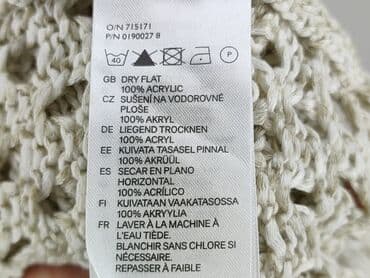 O/N 715171
P/N 0190027 B
40 P
GB DRY FLAT
100% ACRYLIC
CZ SUŠENÍ NA VODOROVNÉ
PLOŠE
100% AKRYL
DE LIEGEND TROCKNEN
100% ACRYL
EE KUIVATA TASASEL PINNAL
100% AKRÜÜL
ES SECAR EN PLANO
HORIZONTAL
100% ACRÍLICO
FI KUIVATAAN VAAKATASOSSA
100% AKRYYLIA
FR LAVER À LA MACHINE À
L'EAU TIÈDE.
BLANCHIR SANS CHLORE SI
NÉCESSAIRE.
REPASSER À FAIBLE